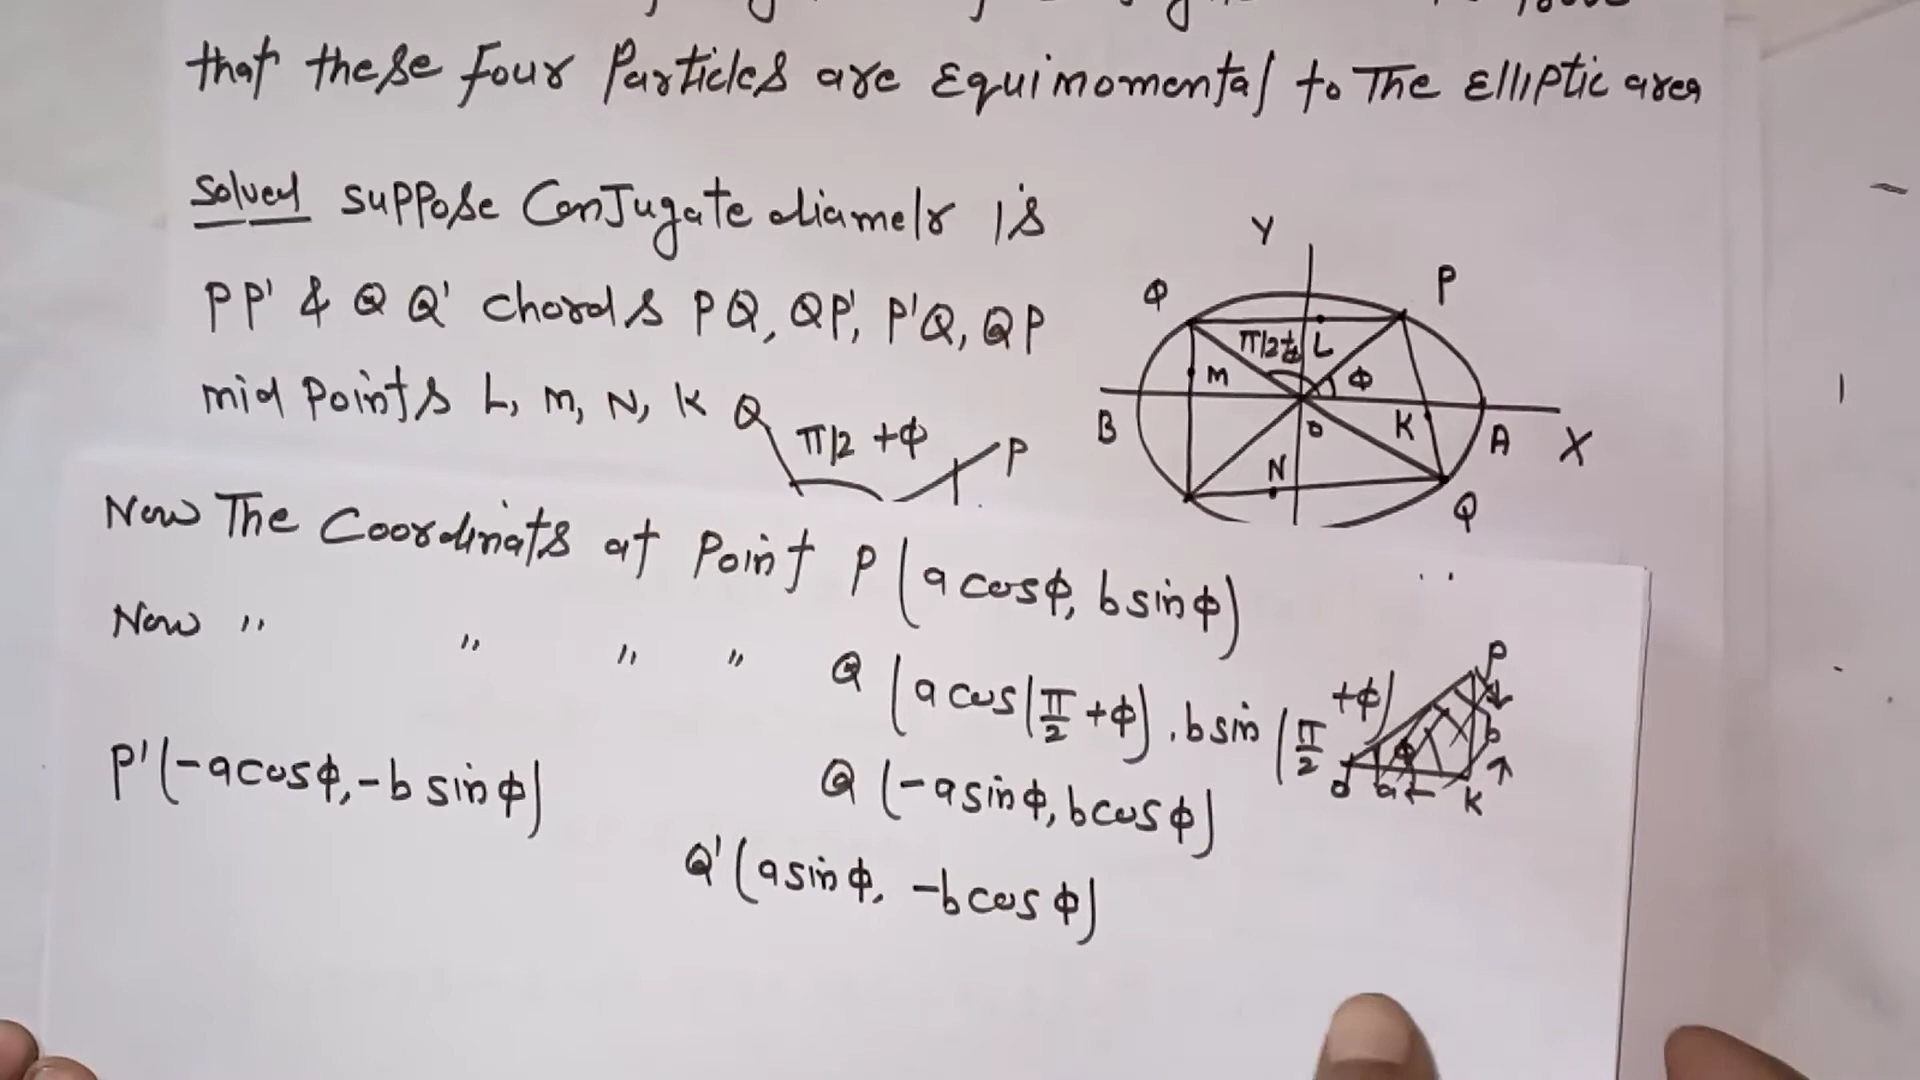 that these four Particles are Equimomental to The Elliptic area
Solved suppose Conjugate diametr is
PP' & QQ' chords PQ, QP', P'Q, QP
mid Points L, M, N, K
Q π/2 +Φ P
Y
Φ P
π/2+Φ L
M Φ
B O K A X
N
Q
Now The Coordinats at Point P (a cosΦ, b sinΦ)
Now " " " " Q (a cos(π/2 +Φ), b sin (π/2 +Φ)
P'(-a cosΦ, -b sinΦ) Q (-a sinΦ, b cosΦ)
Q' (a sinΦ, -b cosΦ)
P
b
Φ
O a K